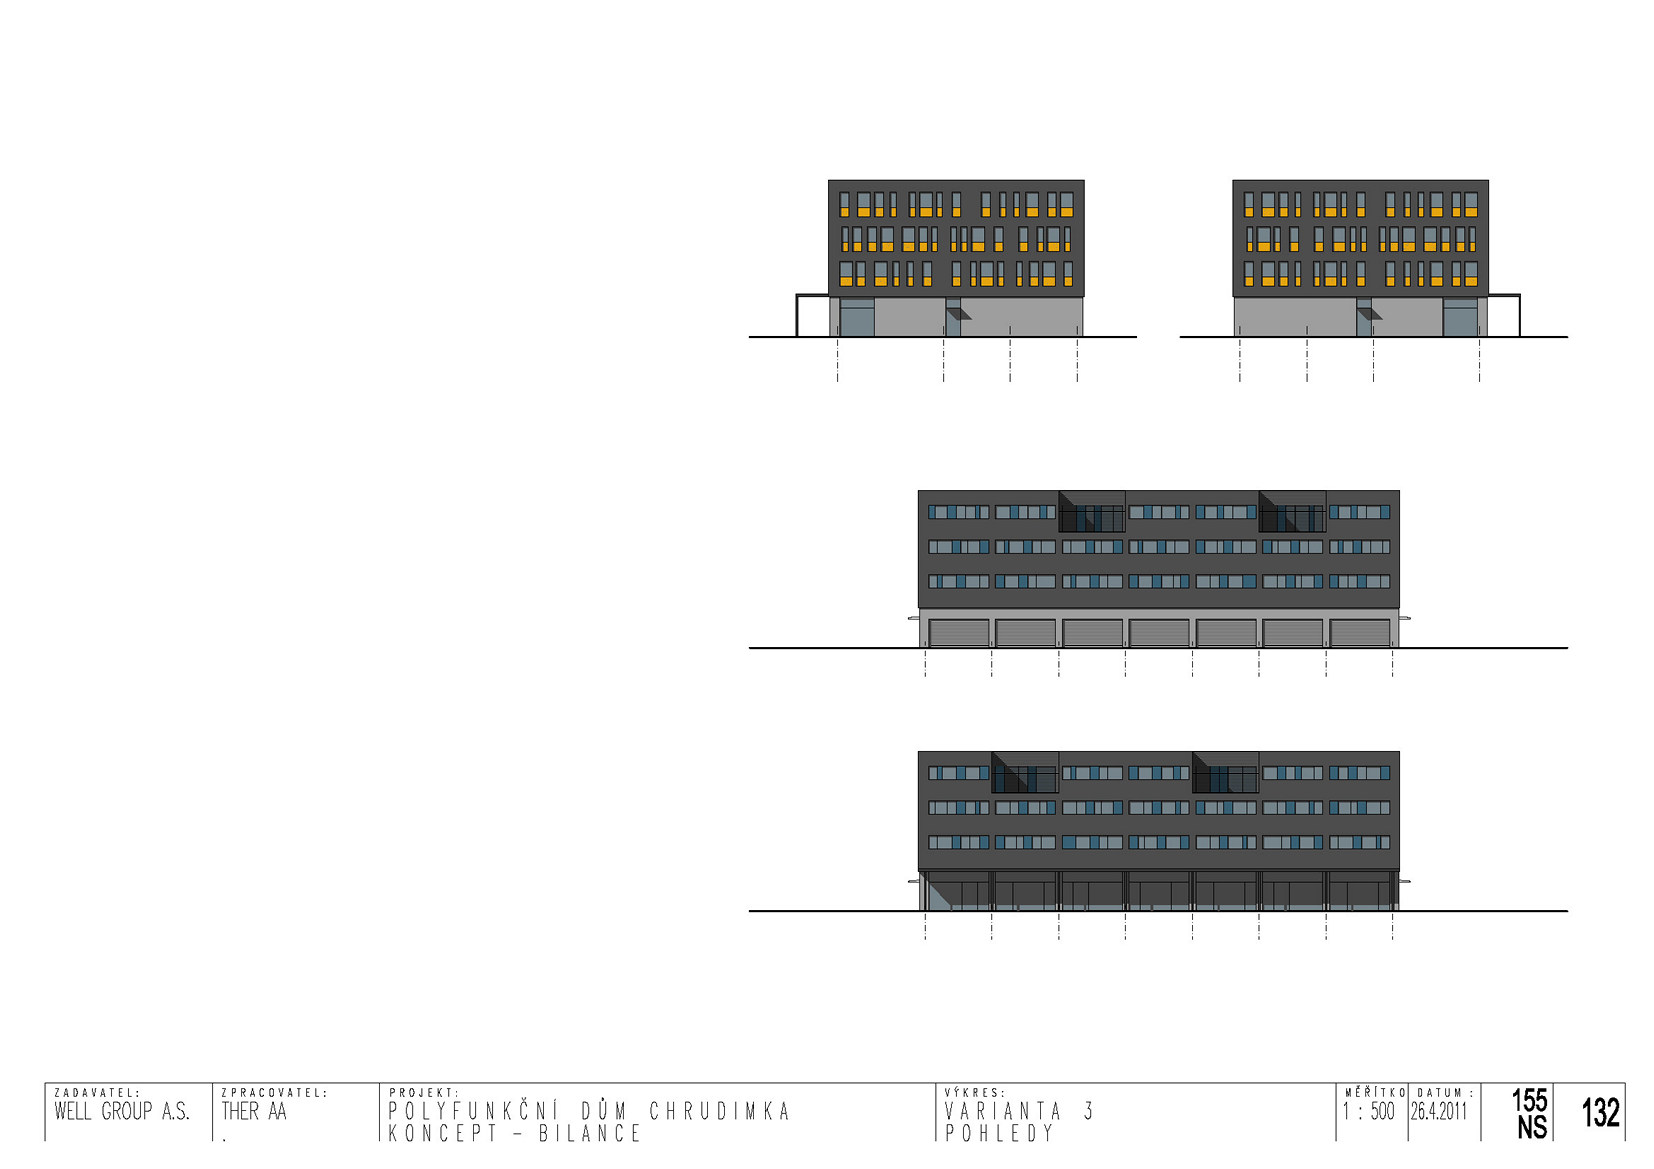 ZADAVATEL:
WELL GROUP A.S.
ZPRACOVATEL:
THER AA
.
PROJEKT:
POLYFUNKČNÍ DŮM CHRUDIMKA
KONCEPT – BILANCE
VÝKRES:
VARIANTA 3
POHLEDY
MĚŘÍTKO
1 : 500
DATUM :
26.4.2011
155
NS
132